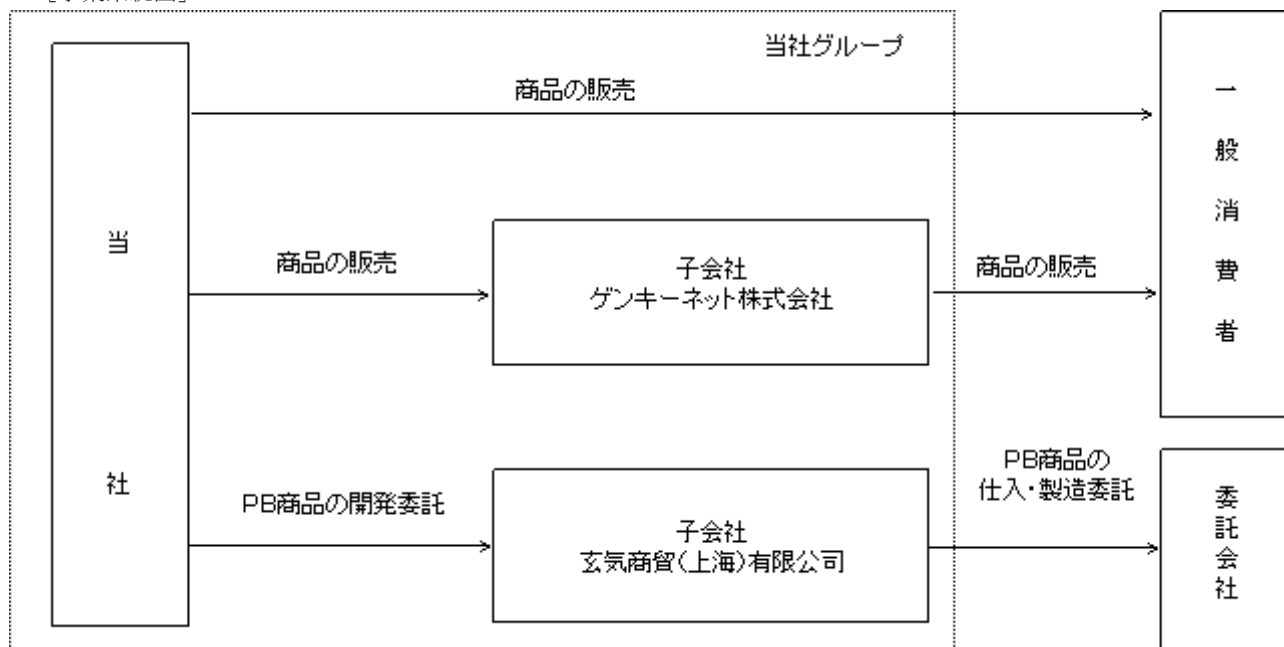 当社グループ
商品の販売
一般消費者
当社
商品の販売
子会社
ゲンキーネット株式会社
商品の販売
PB商品の開発委託
子会社
玄気商貿(上海)有限公司
PB商品の
仕入・製造委託
委託会社